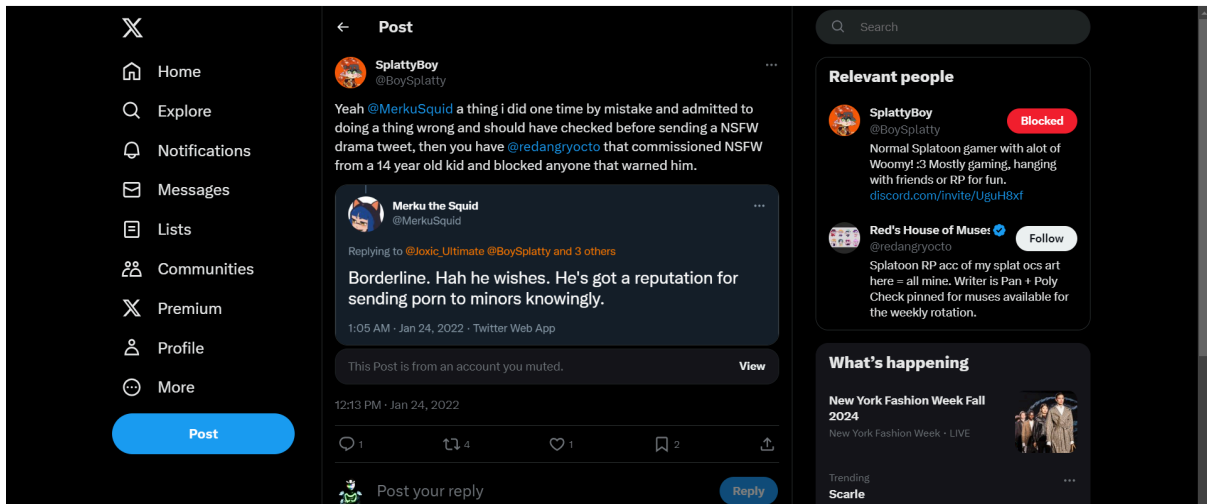 Home
Explore
Notifications
Messages
Lists
Communities
Premium
Profile
More
Post
Post
SplattyBoy
@BoySplatty
Yeah @MerkuSquid a thing i did one time by mistake and admitted to
doing a thing wrong and should have checked before sending a NSFW
drama tweet, then you have @redangryocto that commissioned NSFW
from a 14 year old kid and blocked anyone that warned him.
Merku the Squid
@MerkuSquid
Replying to @Joxic_Ultimate @BoySplatty and 3 others
Borderline. Hah he wishes. He's got a reputation for
sending porn to minors knowingly.
1:05 AM · Jan 24, 2022 · Twitter Web App
This Post is from an account you muted.
View
12:13 PM · Jan 24, 2022
1
4
1
2
Post your reply
Reply
Search
Relevant people
SplattyBoy
@BoySplatty
Blocked
Normal Splatoon gamer with alot of
Woomy! :3 Mostly gaming, hanging
with friends or RP for fun.
discord.com/invite/UguH8xf
Red's House of Muses
@redangryocto
Follow
Splatoon RP acc of my splat ocs art
here = all mine. Writer is Pan + Poly
Check pinned for muses available for
the weekly rotation.
What's happening
New York Fashion Week Fall
2024
New York Fashion Week · LIVE
Trending
Scarle